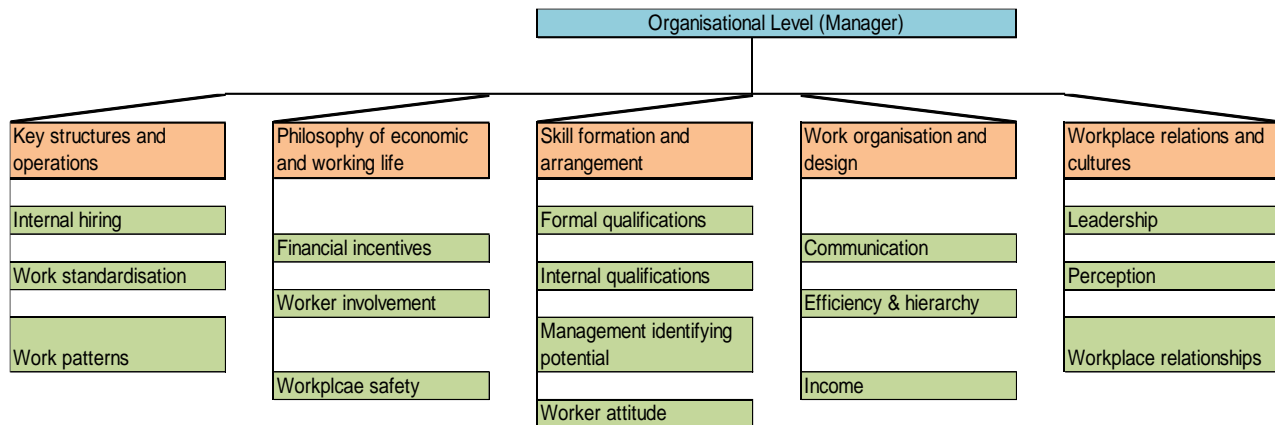 Organisational Level (Manager)
Key structures and
operations
Internal hiring
Work standardisation
Work patterns
Philosophy of economic
and working life
Financial incentives
Worker involvement
Workplcae safety
Skill formation and
arrangement
Formal qualifications
Internal qualifications
Management identifying
potential
Worker attitude
Work organisation and
design
Communication
Efficiency & hierarchy
Income
Workplace relations and
cultures
Leadership
Perception
Workplace relationships